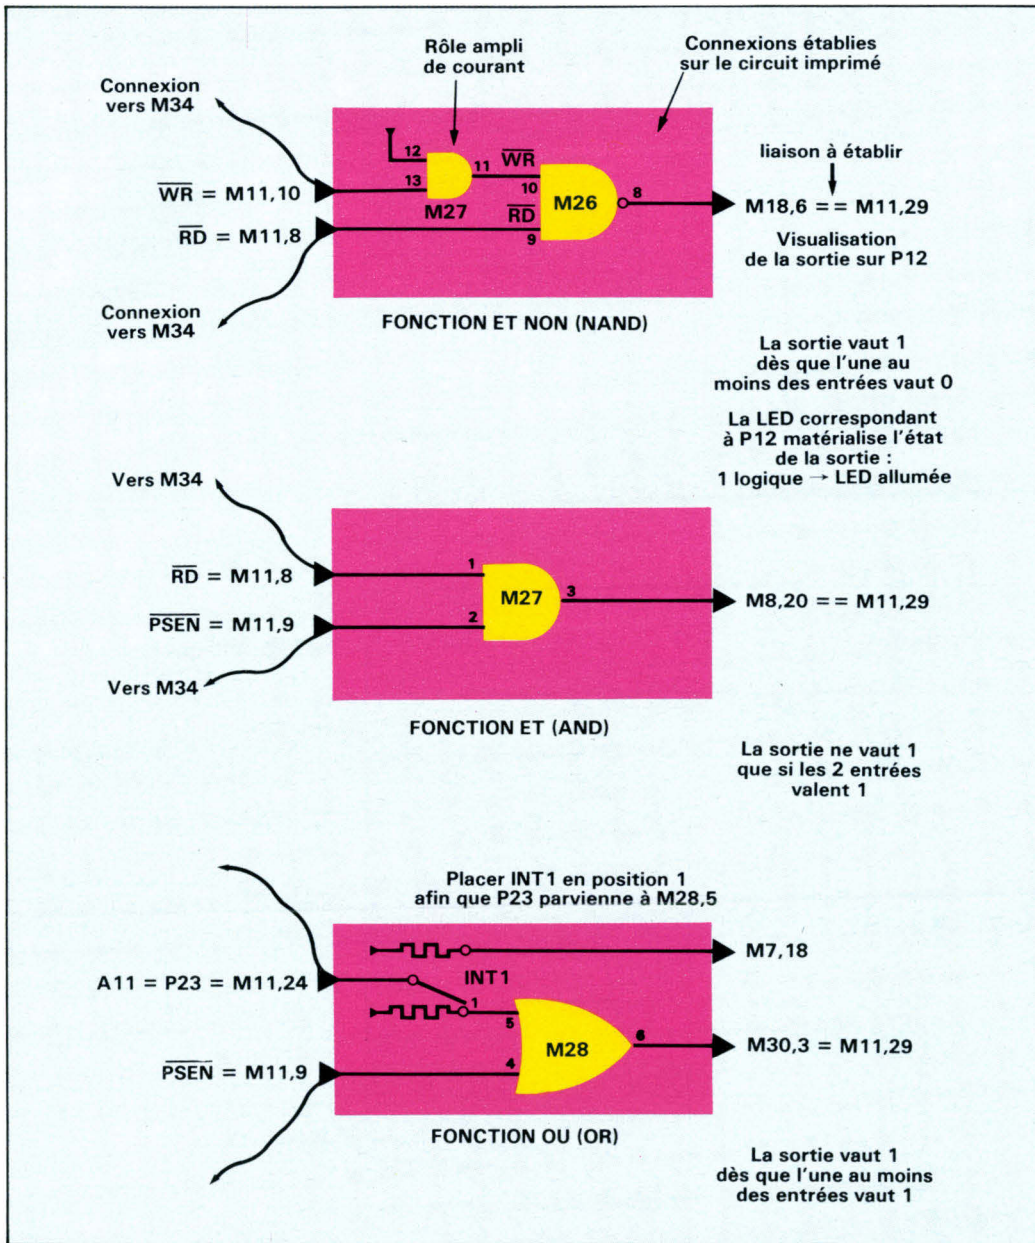 Rôle ampli
de courant
Connexions établies
sur le circuit imprimé
Connexion
vers M34
12
13
11
M27
W̅R̅
10
R̅D̅
9
M26
8
W̅R̅ = M11,10
R̅D̅ = M11,8
Connexion
vers M34
liaison à établir
M18,6 == M11,29
Visualisation
de la sortie sur P12
FONCTION ET NON (NAND)
La sortie vaut 1
dès que l'une au
moins des entrées vaut 0
La LED correspondant
à P12 matérialise l'état
de la sortie :
1 logique → LED allumée
Vers M34
R̅D̅ = M11,8
P̅S̅E̅N̅ = M11,9
Vers M34
1
2
M27
3
M8,20 == M11,29
FONCTION ET (AND)
La sortie ne vaut 1
que si les 2 entrées
valent 1
Placer INT1 en position 1
afin que P23 parvienne à M28,5
M7,18
A11 = P23 = M11,24
INT1
1
5
4
M28
6
M30,3 = M11,29
P̅S̅E̅N̅ = M11,9
FONCTION OU (OR)
La sortie vaut 1
dès que l'une au moins
des entrées vaut 1